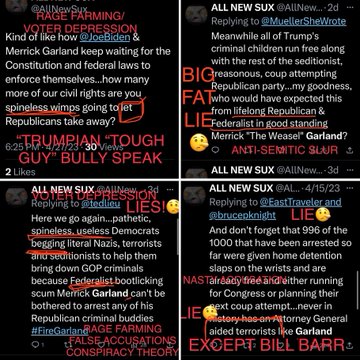 @AllNewSux
RAGE FARMING/
VOTER DEPRESSION
Kind of like how @JoeBiden &
Merrick Garland keep waiting for the
Constitution and federal laws to
enforce themselves...how many
more of our civil rights are you
spineless wimps going to let
Republicans take away?
6:25 PM · 4/27/23 · 30 Views
"TRUMPIAN "TOUGH
GUY" BULLY SPEAK
2 Likes
ALL NEW SUX @AllNew... · 2d
Replying to @MuellerSheWrote
Meanwhile all of Trump's
criminal children run free along
with the rest of the seditionist,
treasonous, coup attempting
Republican party...my goodness,
who would have expected this
from lifelong Republican &
Federalist in good standing
Merrick "The Weasel" Garland?
BIG
FAT
LIE
ANTI-SEMITIC SLUR
ALL NEW SUX @AllNew... · 3d
VOTER DEPRESSION
Replying to @tedlieu
LIES!
Here we go again...pathetic,
spineless, useless Democrats
begging literal Nazis, terrorists
and seditionists to help them
bring down GOP criminals
because Federalist bootlicking
scum Merrick Garland can't be
bothered to arrest any of his
Republican criminal buddies
#FireGarland
RAGE FARMING
FALSE ACCUSATIONS
CONSPIRACY THEORY
ALL NEW SUX @AL... · 4/15/23
Replying to @EastTraveler and
@brucepknight
LIE
And don't forget that 996 of the
1000 that have been arrested so
far were given home detention
slaps on the wrists and are
already free and either running
for Congress or planning their
next coup attempt...never in
history has an Attorney General
aided terrorists like Garland
LIE
EXCEPT BILL BARR